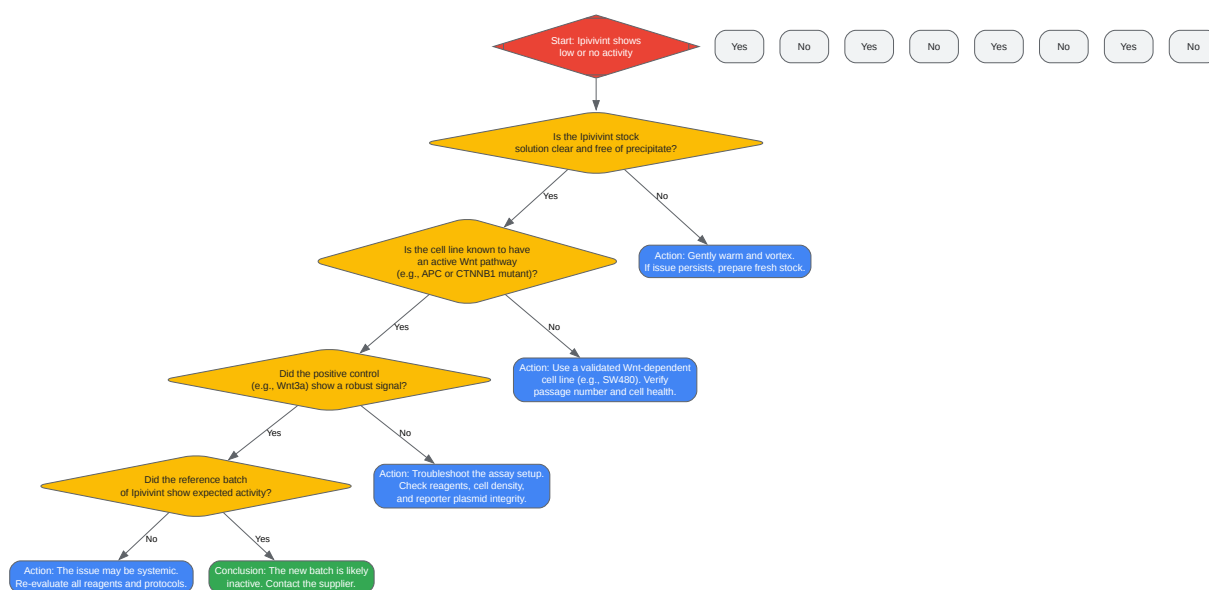 Start: Ipivivint shows
low or no activity
Yes
No
Yes
No
Yes
No
Yes
No
Is the Ipivivint stock
solution clear and free of precipitate?
Yes
No
Is the cell line known to have
an active Wnt pathway
(e.g., APC or CTNNB1 mutant)?
Action: Gently warm and vortex.
If issue persists, prepare fresh stock.
Yes
No
Did the positive control
(e.g., Wnt3a) show a robust signal?
Action: Use a validated Wnt-dependent
cell line (e.g., SW480). Verify
passage number and cell health.
Yes
No
Did the reference batch
of Ipivivint show expected activity?
Action: Troubleshoot the assay setup.
Check reagents, cell density,
and reporter plasmid integrity.
No
Yes
Action: The issue may be systemic.
Re-evaluate all reagents and protocols.
Conclusion: The new batch is likely
inactive. Contact the supplier.